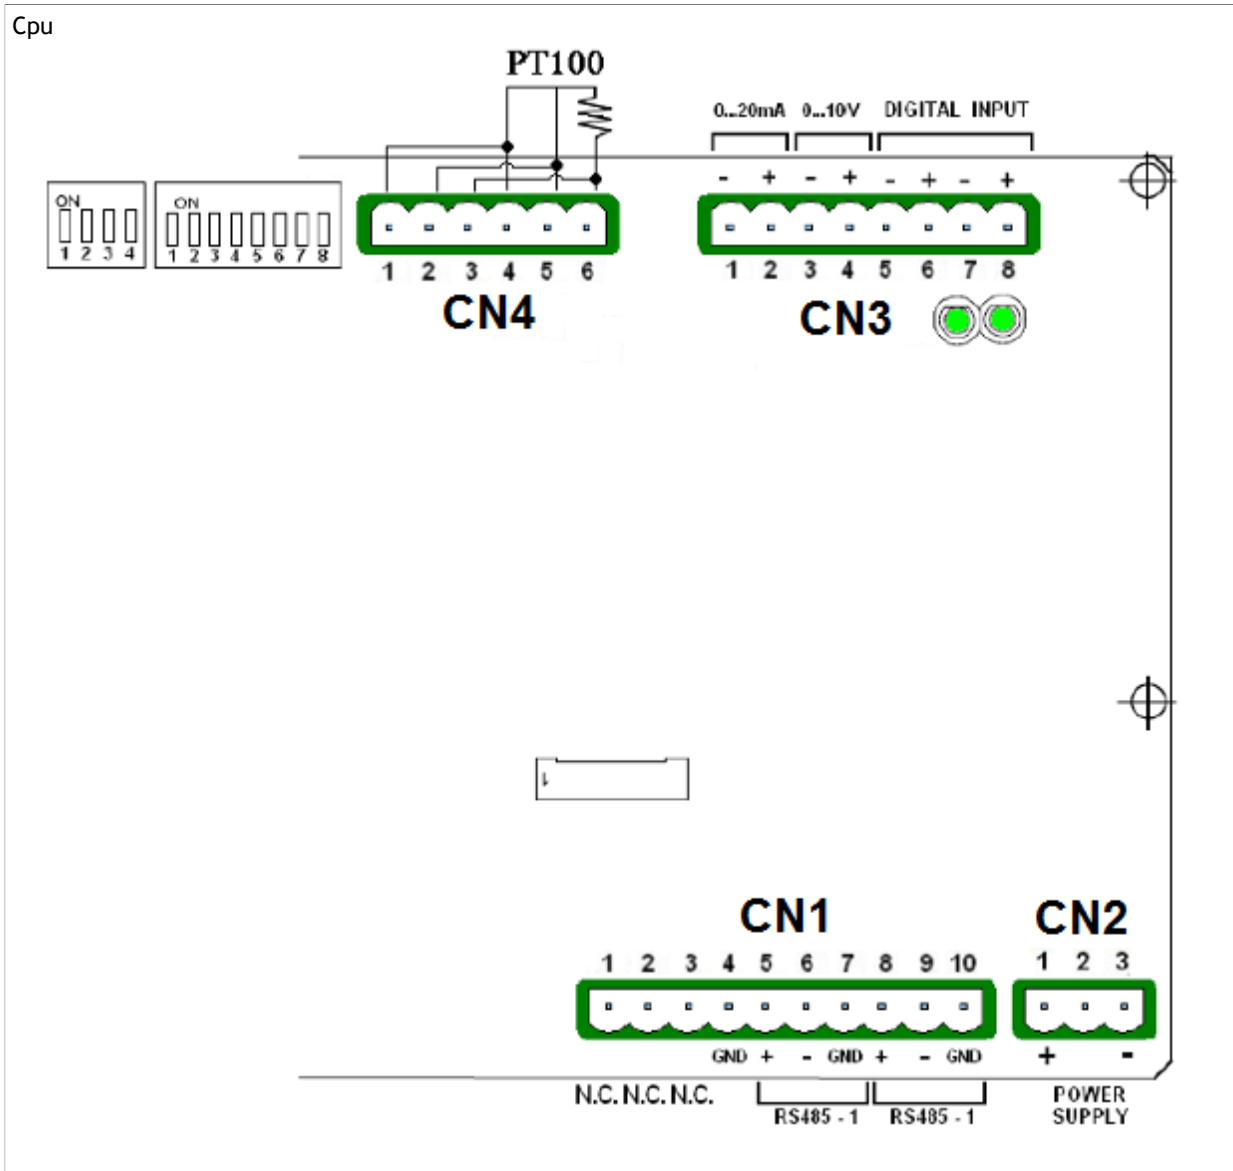 Cpu
PT100
0...20mA 0...10V DIGITAL INPUT
- + - + - + - +
ON ON
1 2 3 4 1 2 3 4 5 6 7 8
1 2 3 4 5 6 1 2 3 4 5 6 7 8
CN4 CN3
1
CN1 CN2
1 2 3 4 5 6 7 8 9 10 1 2 3
GND + - GND + - GND + -
N.C. N.C. N.C. RS485 - 1 RS485 - 1 POWER
SUPPLY